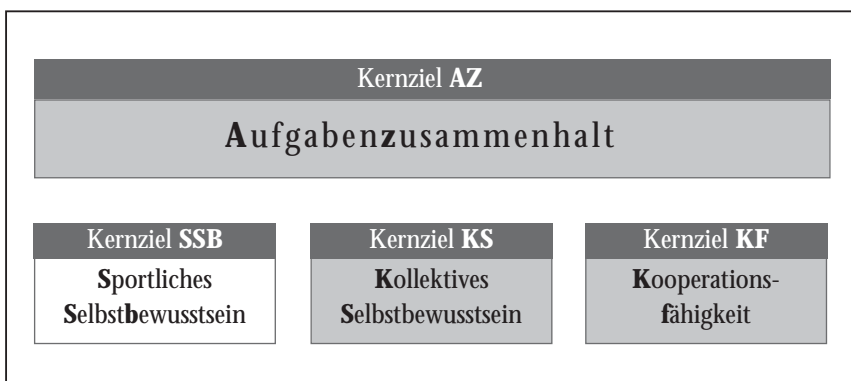 Kernziel AZ
Aufgabenzusammenhalt
Kernziel SSB
Sportliches
Selbstbewusstsein
Kernziel KS
Kollektives
Selbstbewusstsein
Kernziel KF
Kooperations-
fähigkeit